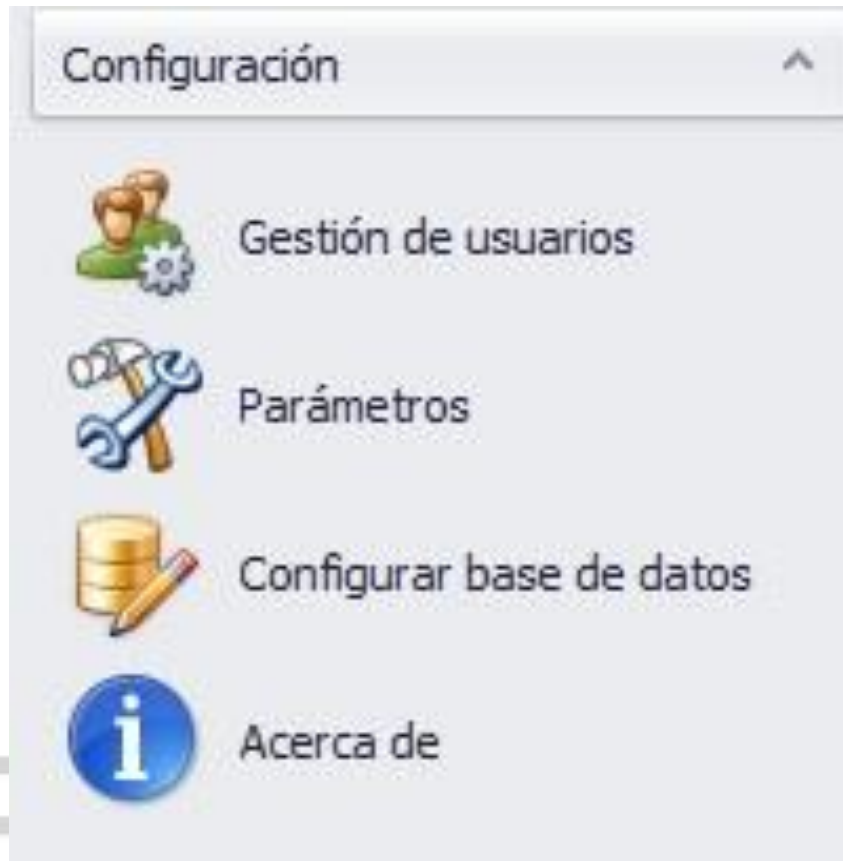 Configuración
Gestión de usuarios
Parámetros
Configurar base de datos
Acerca de